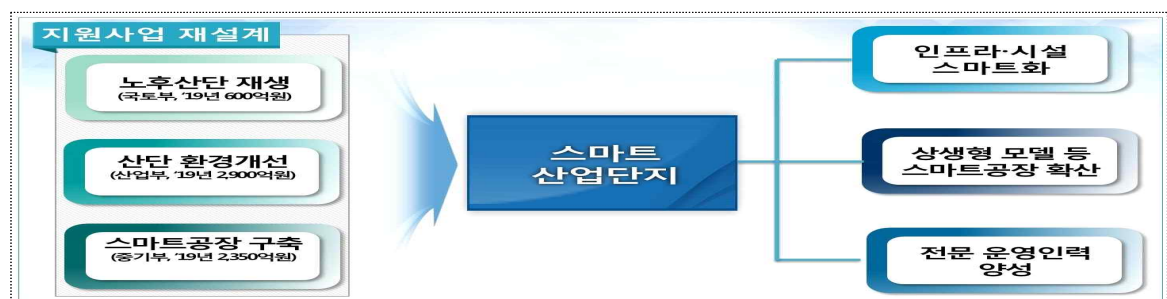 지원사업 재설계
노후산단 재생
(국토부, '19년 600억원)
산단 환경개선
(산업부, '19년 2,900억원)
스마트공장 구축
(중기부, '19년 2,350억원)
스마트
산업단지
인프라·시설
스마트화
상생형 모델 등
스마트공장 확산
전문 운영인력
양성